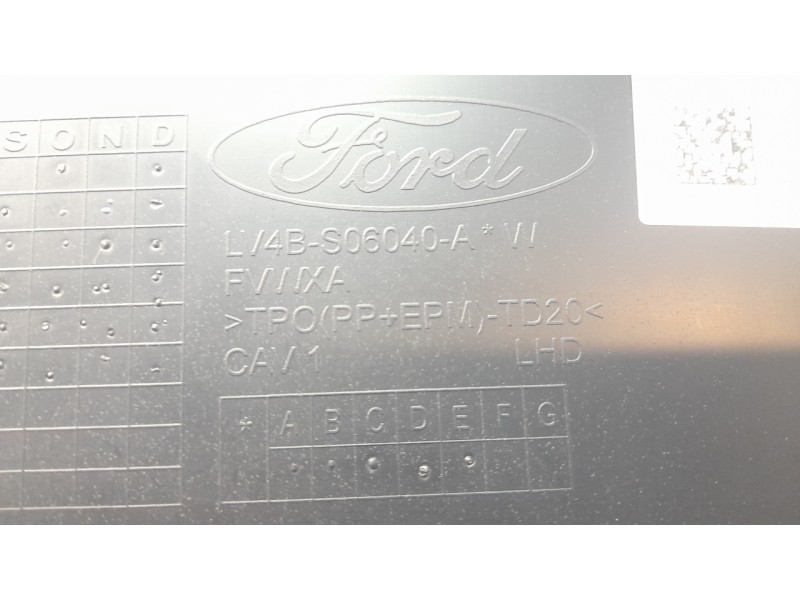 Ford
S O N D
LV4B-S06040-A * W
FVWXA
>TPO(PP+EPM)-TD20<
CAV 1 LHD
* A B C D E F G